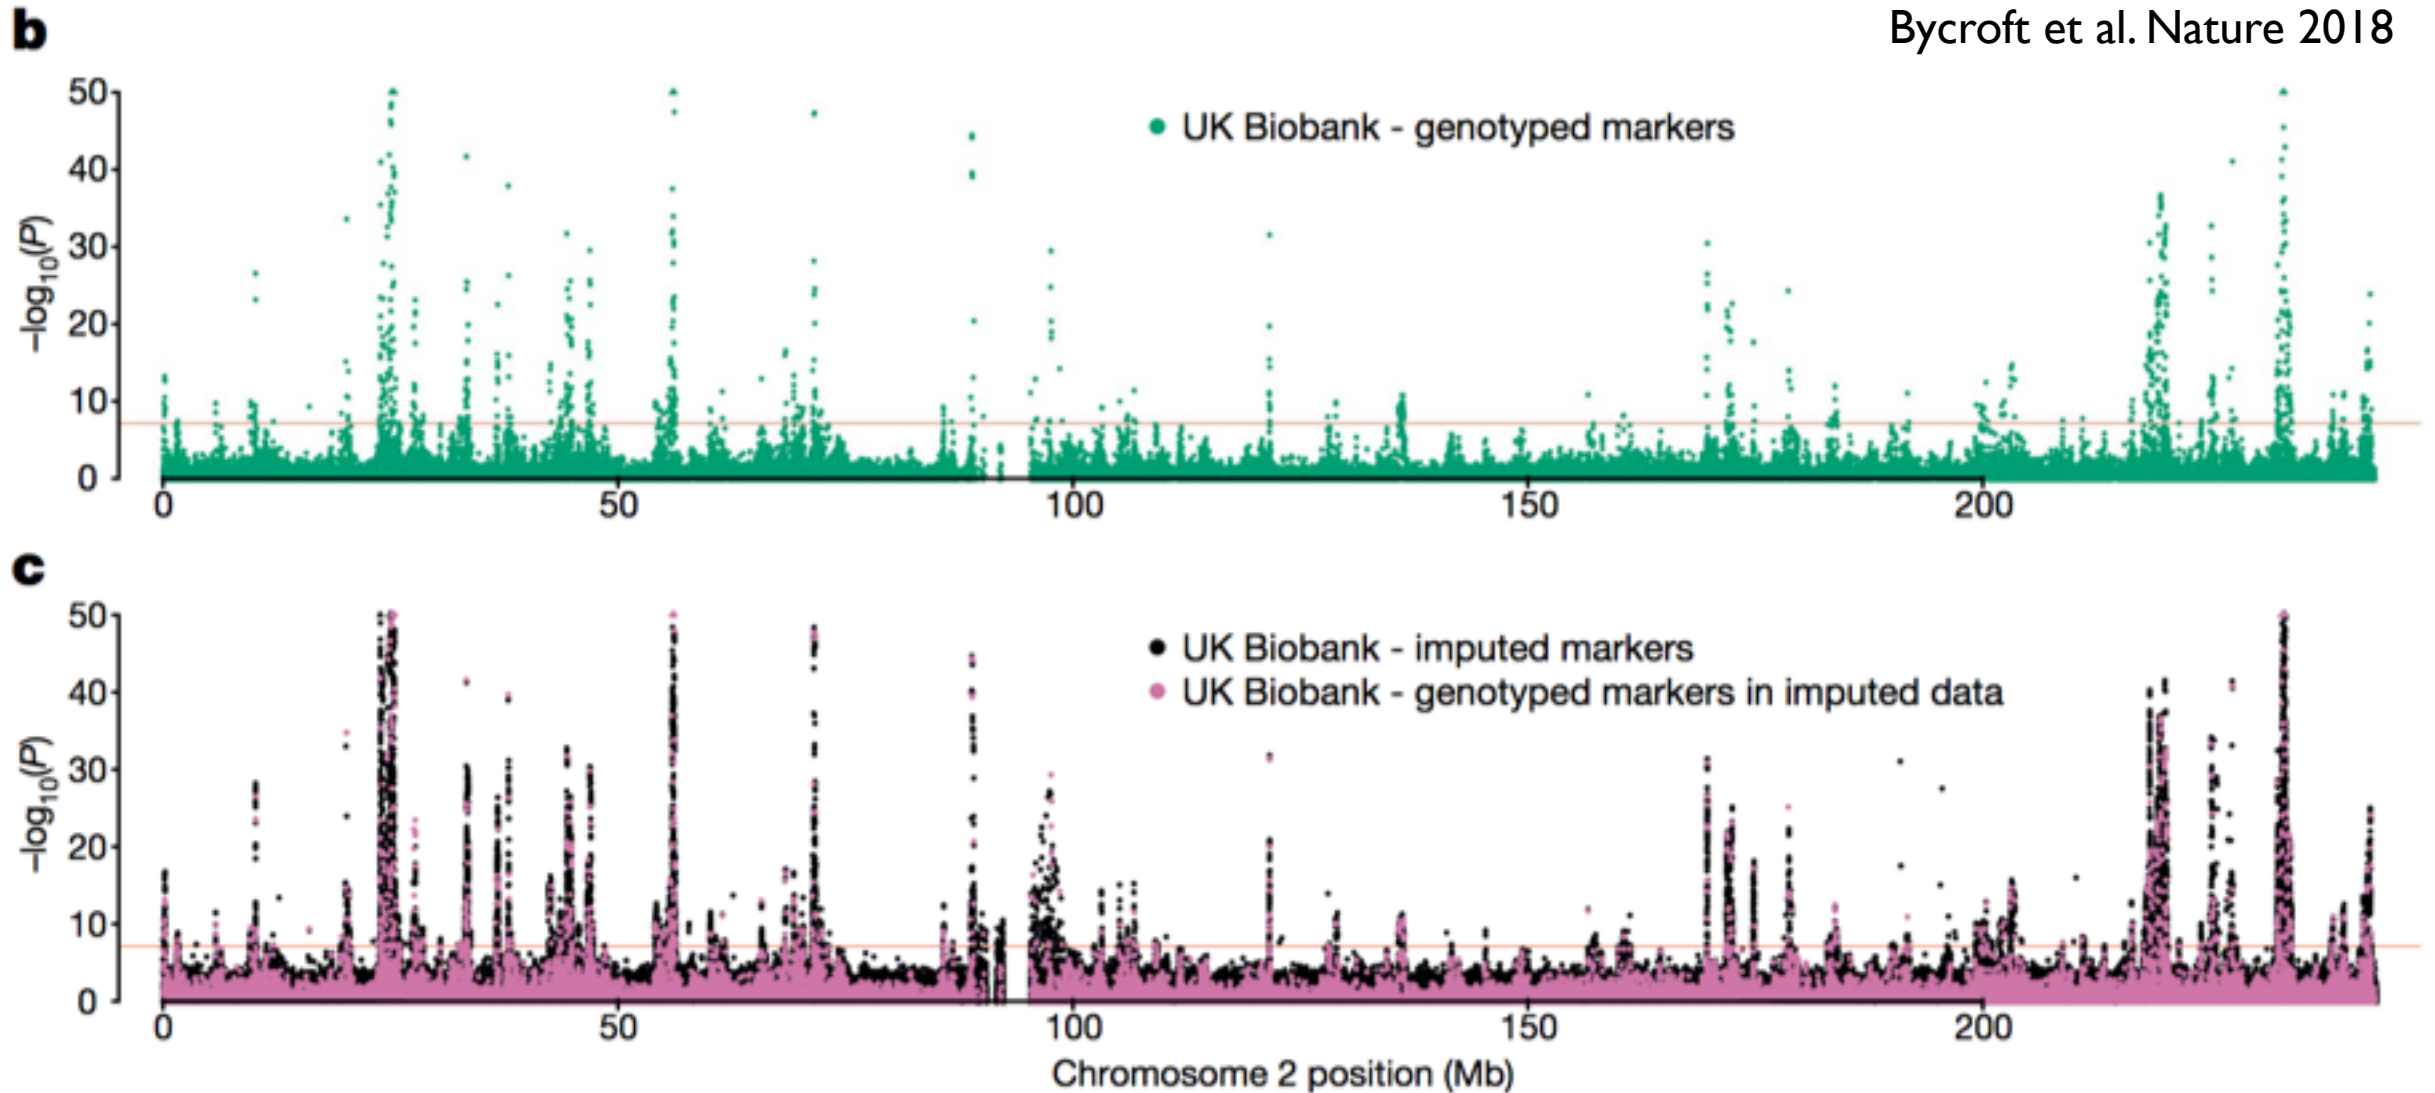 b
Bycroft et al. Nature 2018
50
40
30
20
10
0
–log10(P)
UK Biobank - genotyped markers
0 50 100 150 200
c
50
40
30
20
10
0
–log10(P)
UK Biobank - imputed markers
UK Biobank - genotyped markers in imputed data
0 50 100 150 200
Chromosome 2 position (Mb)